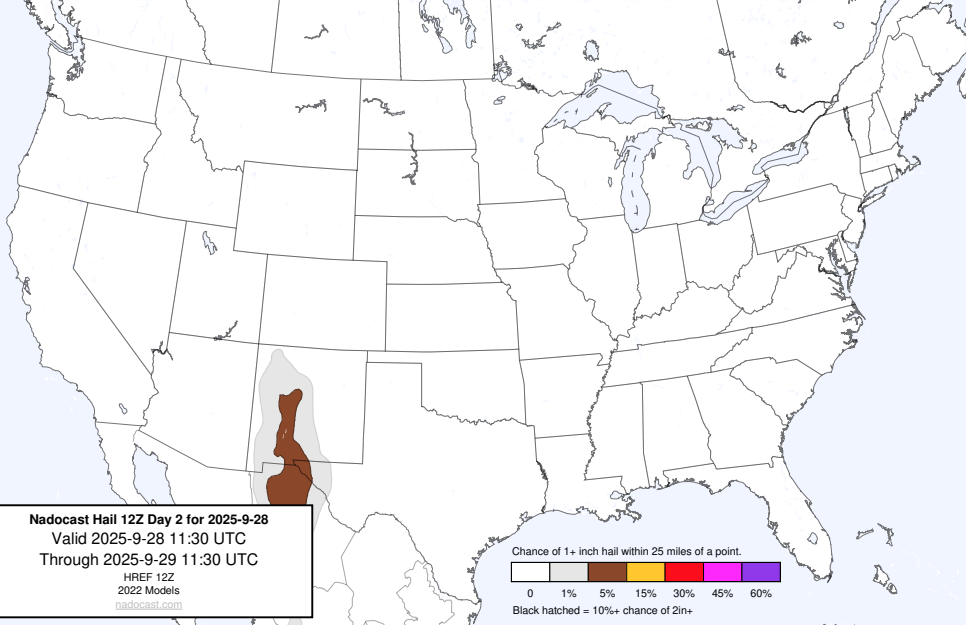 Nadocast Hail 12Z Day 2 for 2025-9-28
Valid 2025-9-28 11:30 UTC
Through 2025-9-29 11:30 UTC
HREF 12Z
2022 Models
nadocast.com
Chance of 1+ inch hail within 25 miles of a point.
0 1% 5% 15% 30% 45% 60%
Black hatched = 10%+ chance of 2in+